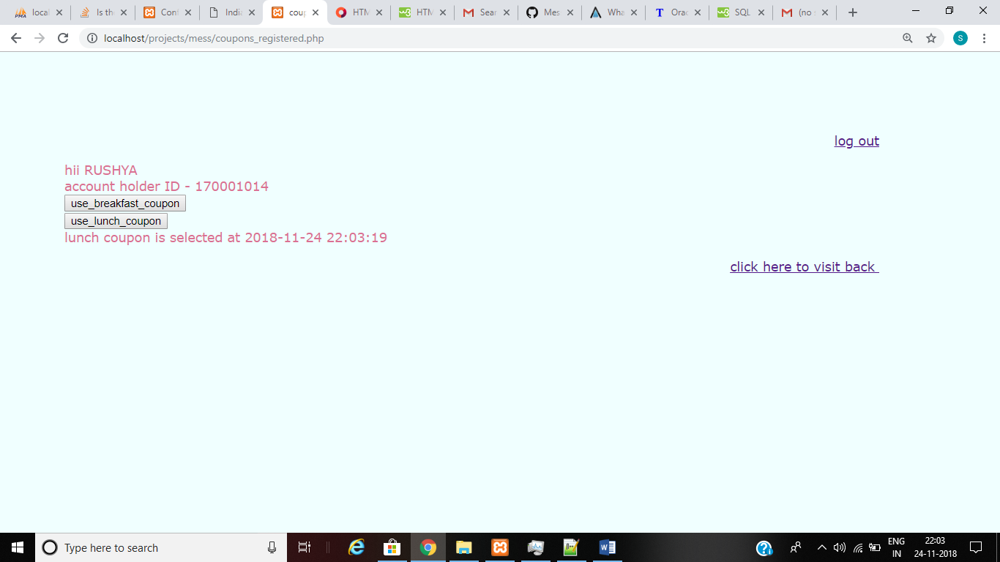 local
Is th
Conf
India
coup
HTM
HTM
Sear
Mes
Wha
T Orac
SQL
(no s
localhost/projects/mess/coupons_registered.php
S
log out
hii RUSHYA
account holder ID - 170001014
use_breakfast_coupon
use_lunch_coupon
lunch coupon is selected at 2018-11-24 22:03:19
click here to visit back
Type here to search
ENG
IN
22:03
24-11-2018